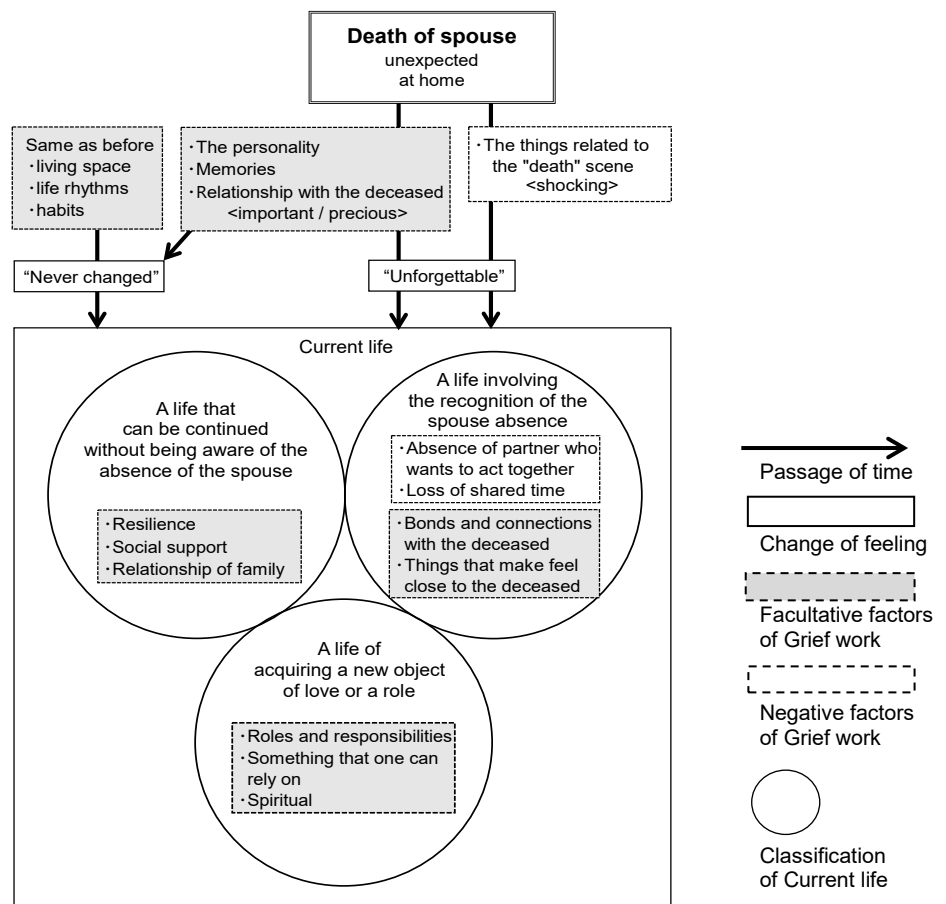 Death of spouse
unexpected
at home
Same as before
・living space
・life rhythms
・habits
・The personality
・Memories
・Relationship with the deceased
<important / precious>
・The things related to
the "death" scene
<shocking>
“Never changed”
“Unforgettable”
Current life
A life that
can be continued
without being aware of the
absence of the spouse
・Resilience
・Social support
・Relationship of family
A life involving
the recognition of the
spouse absence
・Absence of partner who
wants to act together
・Loss of shared time
・Bonds and connections
with the deceased
・Things that make feel
close to the deceased
A life of
acquiring a new object
of love or a role
・Roles and responsibilities
・Something that one can
rely on
・Spiritual
Passage of time
Change of feeling
Facultative factors
of Grief work
Negative factors
of Grief work
Classification
of Current life